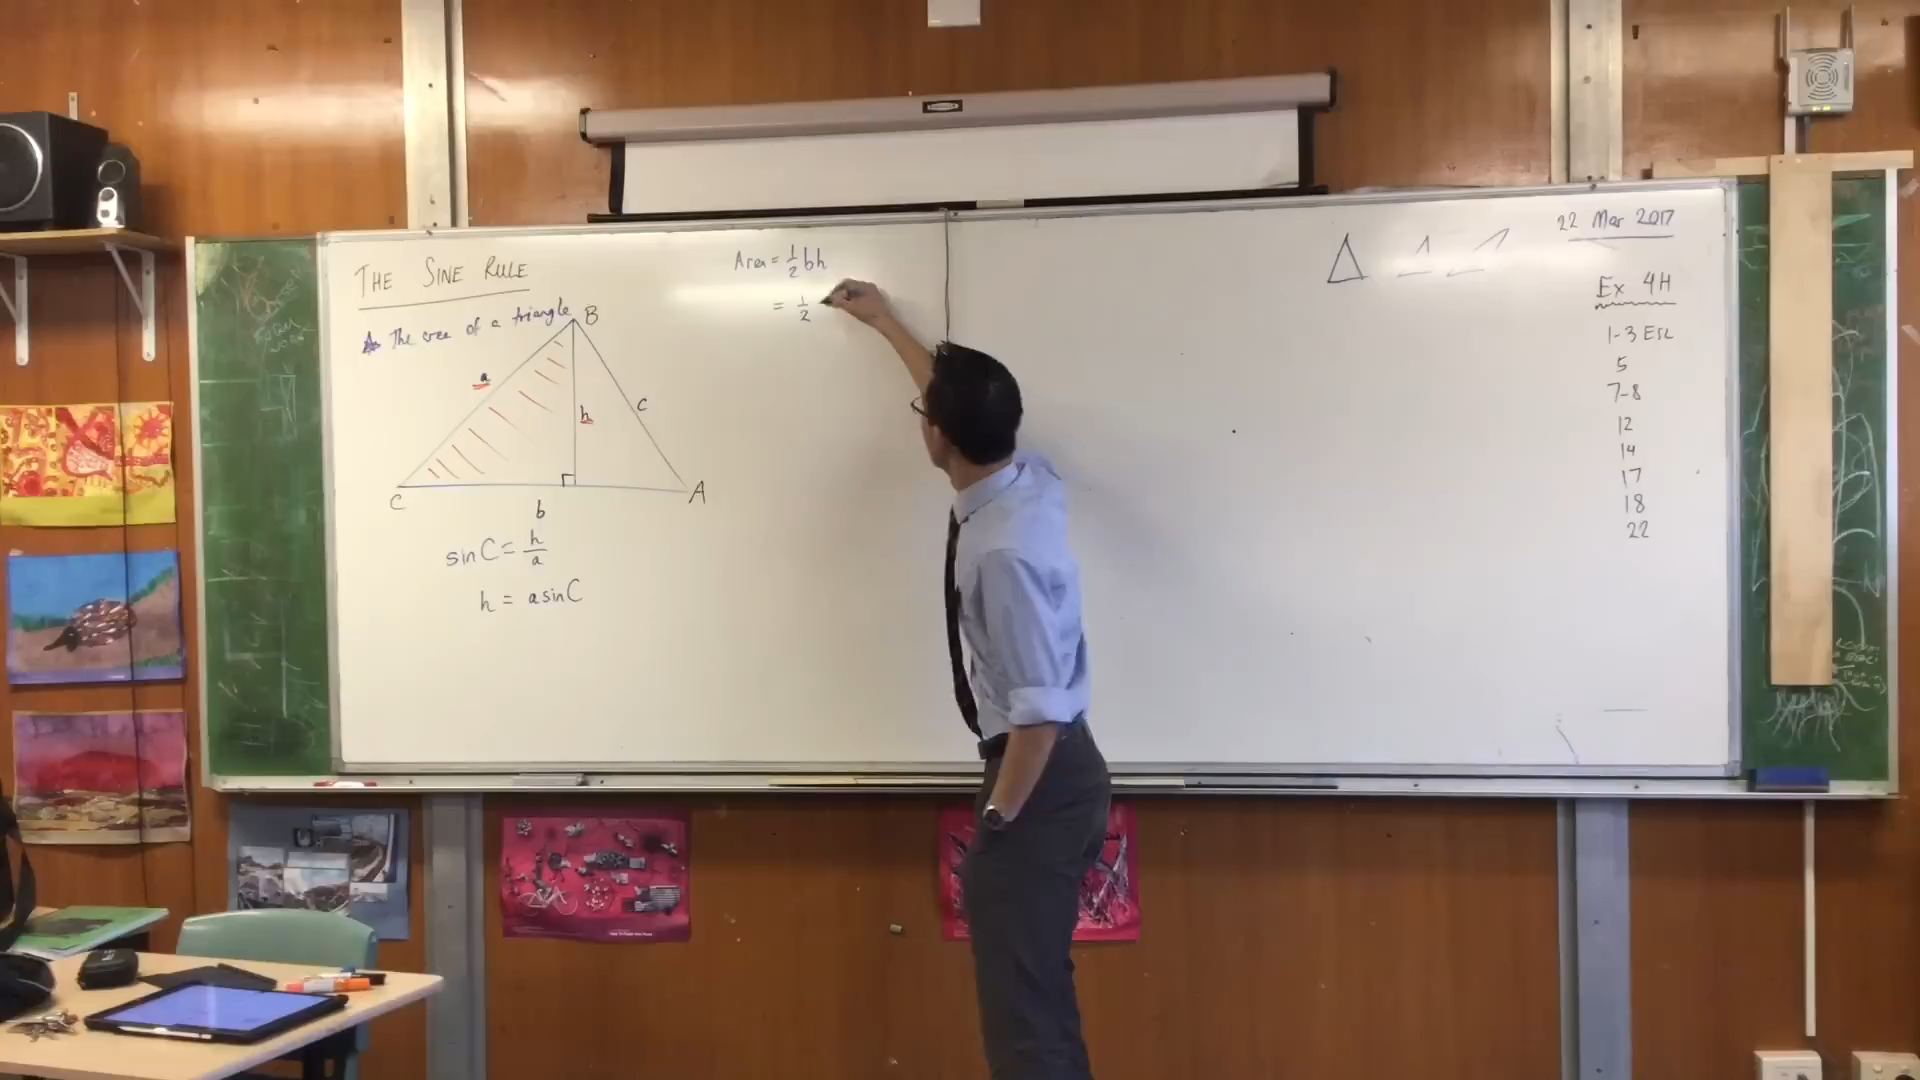 THE SINE RULE
The area of a triangle
B
a
h
c
C
b
A
sin C = h/a
h = a sin C
Area = 1/2 bh
= 1/2
22 Mar 2017
Ex 4H
1-3 ESL
5
7-8
12
14
17
18
22